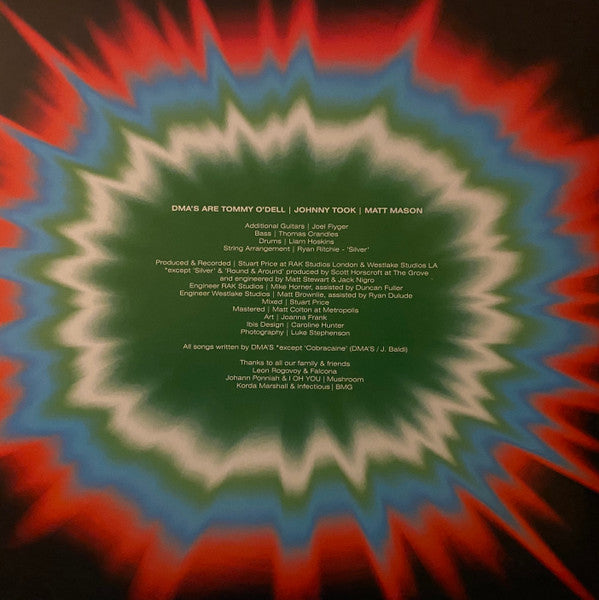 DMA'S ARE TOMMY O'DELL | JOHNNY TOOK | MATT MASON
Additional Guitars | Joel Flyger
Bass | Thomas Crandles
Drums | Liam Hoskins
String Arrangement | Ryan Ritchie - 'Silver'
Produced & Recorded | Stuart Price at RAK Studios London & Westlake Studios LA
*except 'Silver' & 'Round & Around' produced by Scott Horscroft at The Grove
and engineered by Matt Stewart & Jack Nigro
Engineer RAK Studios | Mike Horner, assisted by Duncan Fuller
Engineer Westlake Studios | Matt Brownlie, assisted by Ryan Dulude
Mixed | Stuart Price
Mastered | Matt Colton at Metropolis
Art | Joanna Frank
Ibis Design | Caroline Hunter
Photography | Luke Stephenson
All songs written by DMA'S *except 'Cobracaine' (DMA'S / J. Baldi)
Thanks to all our family & friends
Leon Rogovoy & Falcona
Johann Ponniah & I OH YOU | Mushroom
Korda Marshall & Infectious | BMG